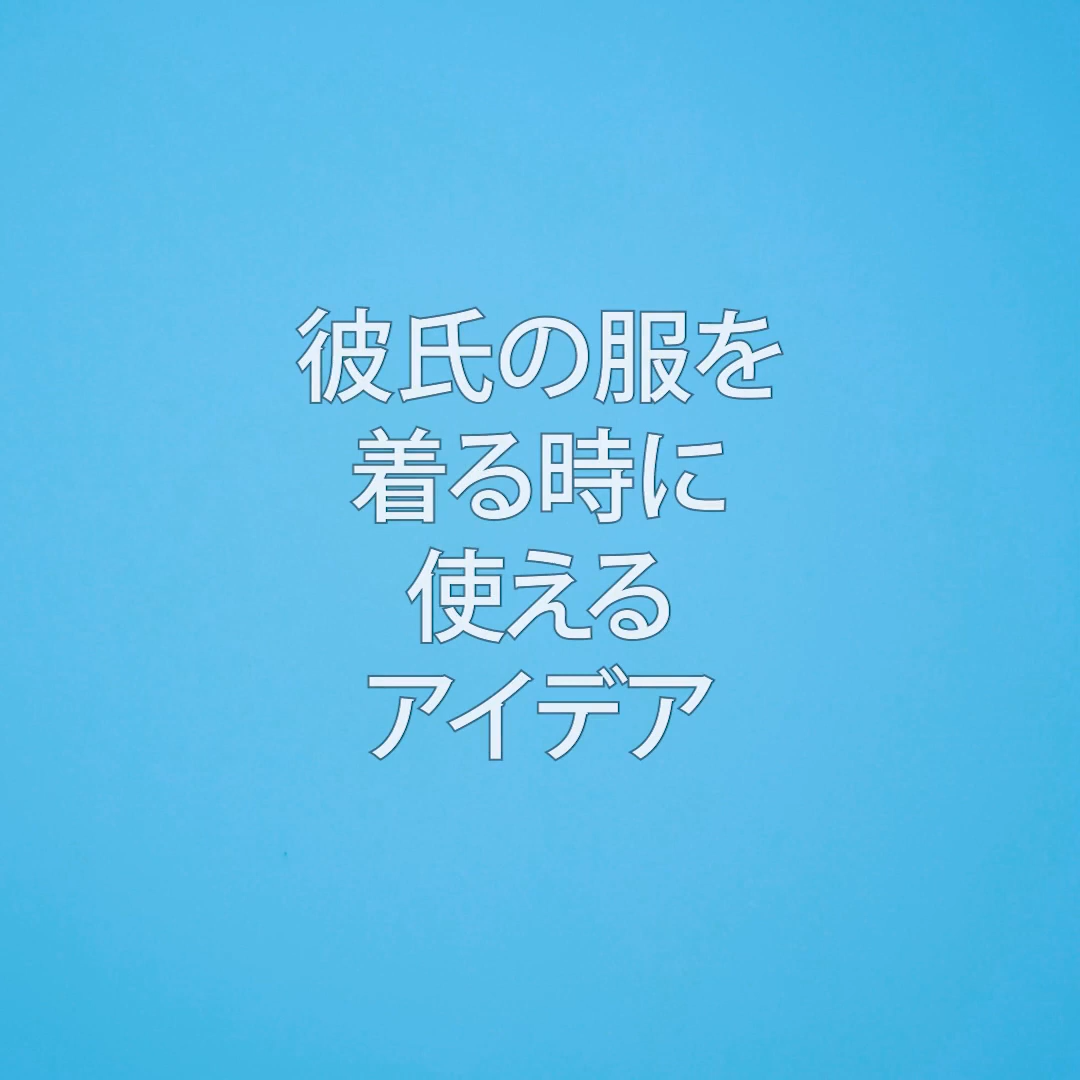 彼氏の服を
着る時に
使える
アイデア